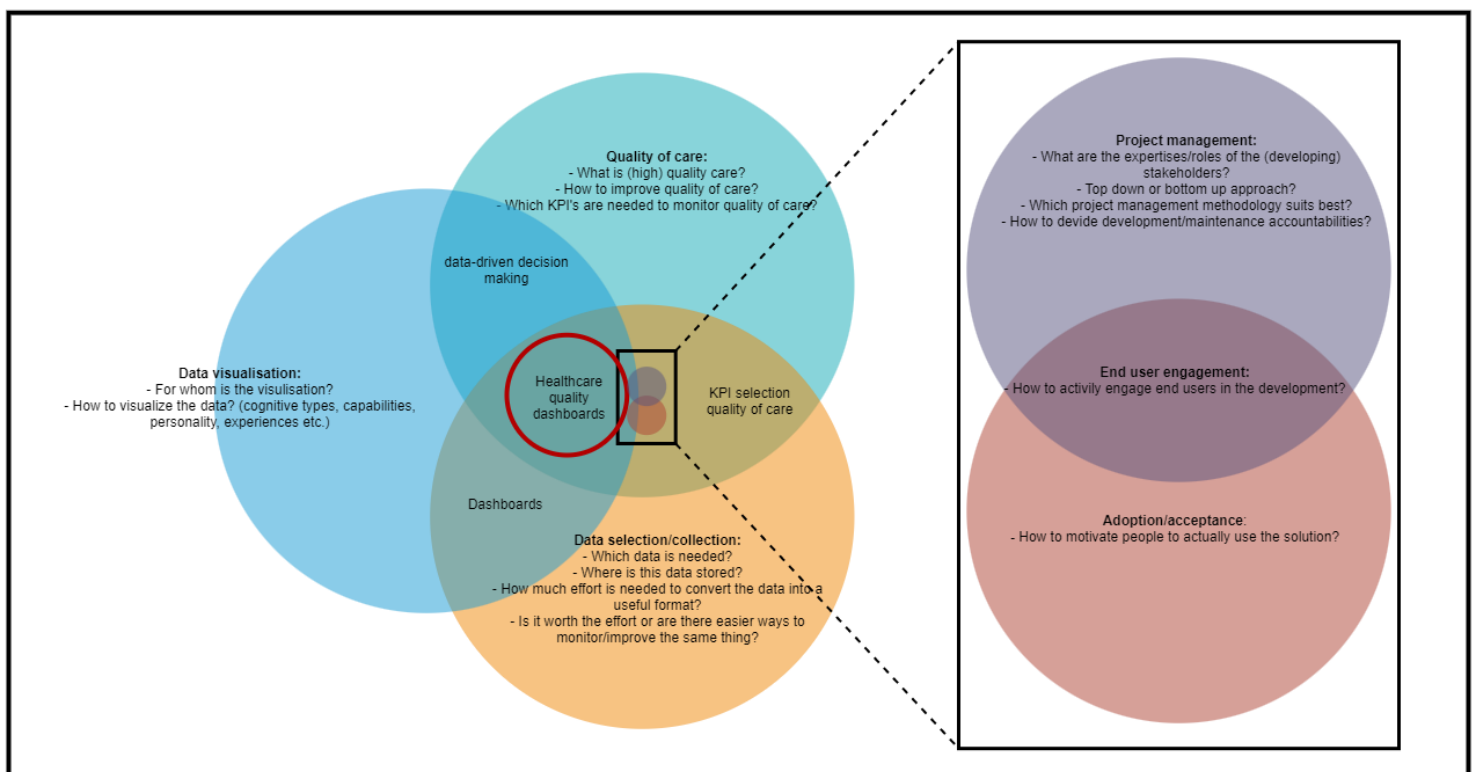 Quality of care:
- What is (high) quality care?
- How to improve quality of care?
- Which KPI's are needed to monitor quality of care?
data-driven decision
making
Data visualisation:
- For whom is the visulisation?
- How to visualize the data? (cognitive types, capabilities,
personality, experiences etc.)
Healthcare
quality
dashboards
KPI selection
quality of care
Dashboards
Data selection/collection:
- Which data is needed?
- Where is this data stored?
- How much effort is needed to convert the data into a
useful format?
- Is it worth the effort or are there easier ways to
monitor/improve the same thing?
Project management:
- What are the expertises/roles of the (developing)
stakeholders?
- Top down or bottom up approach?
- Which project management methodology suits best?
- How to devide development/maintenance accountabilities?
End user engagement:
- How to activily engage end users in the development?
Adoption/acceptance:
- How to motivate people to actually use the solution?